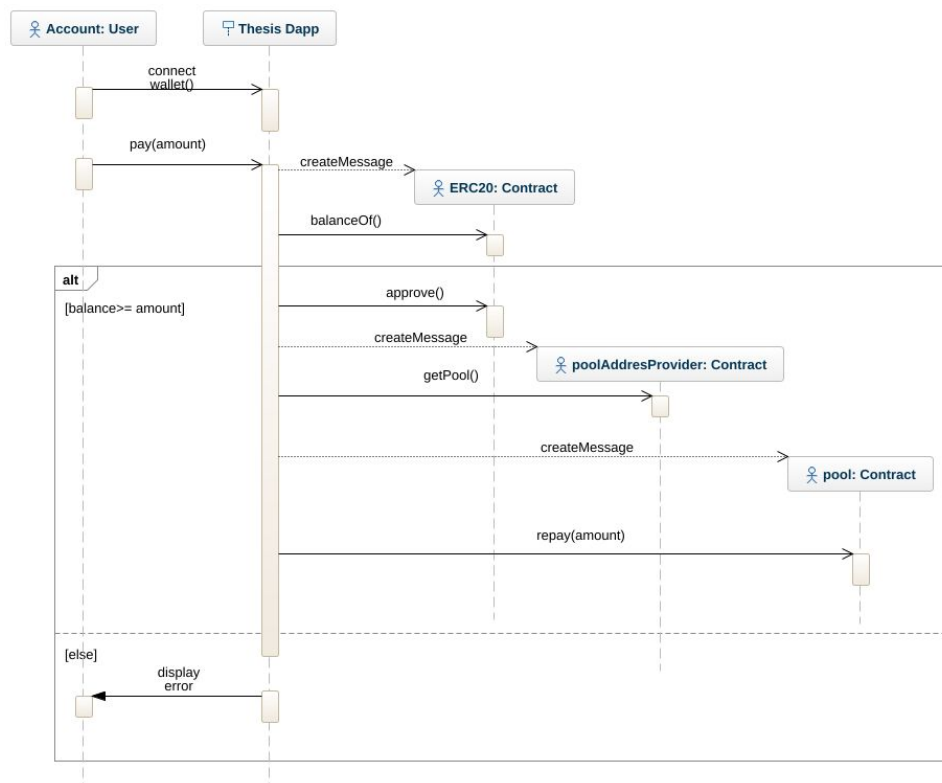 Account: User
Thesis Dapp
connect
wallet()
pay(amount)
createMessage
ERC20: Contract
balanceOf()
alt
[balance>= amount]
approve()
createMessage
poolAddresProvider: Contract
getPool()
createMessage
pool: Contract
repay(amount)
[else]
display
error